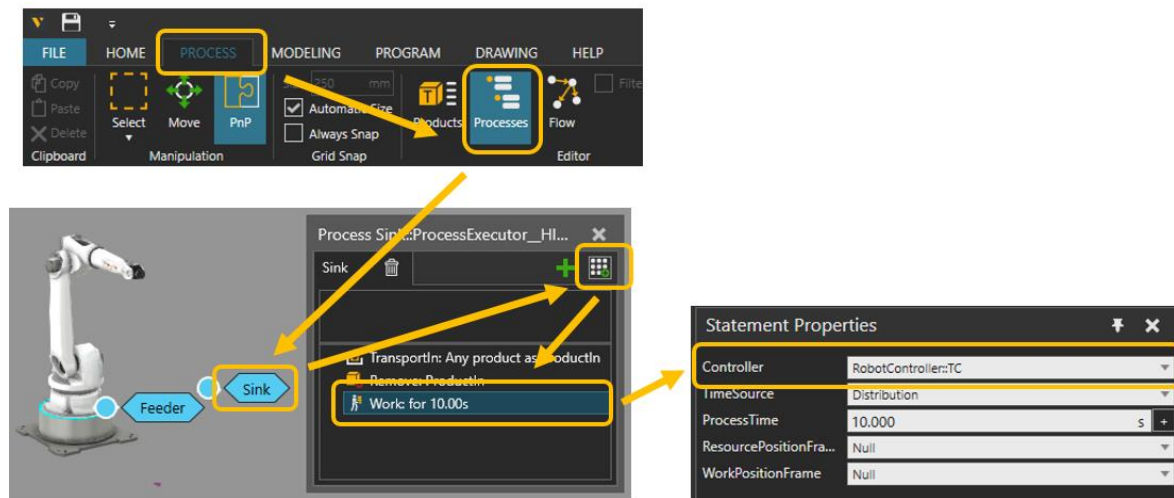 FILE HOME PROCESS MODELING PROGRAM DRAWING HELP
Copy
Paste
Delete
Clipboard
Select Move PnP
Manipulation
250 mm
Automatic Size
Always Snap
Grid Snap
Products Processes Flow
Editor
Process Sink::ProcessExecutor__HI...
Sink
TransportIn: Any product as ProductIn
Remove: ProductIn
Work: for 10.00s
Feeder
Sink
Statement Properties
Controller RobotController::TC
TimeSource Distribution
ProcessTime 10.000 s +
ResourcePositionFra... Null
WorkPositionFrame Null